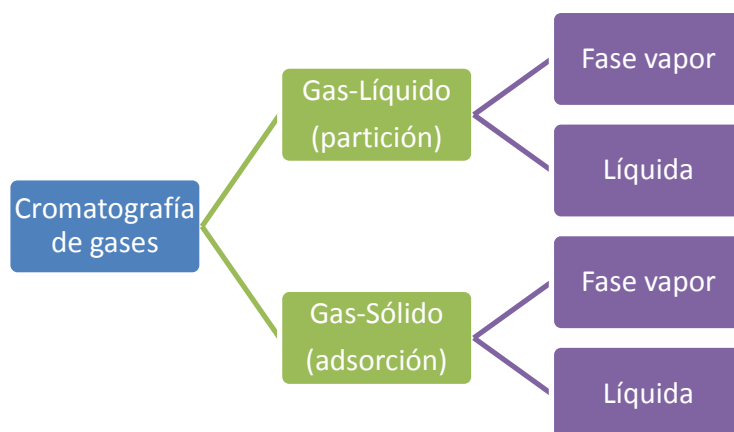 Cromatografía
de gases
Gas-Líquido
(partición)
Fase vapor
Líquida
Gas-Sólido
(adsorción)
Fase vapor
Líquida